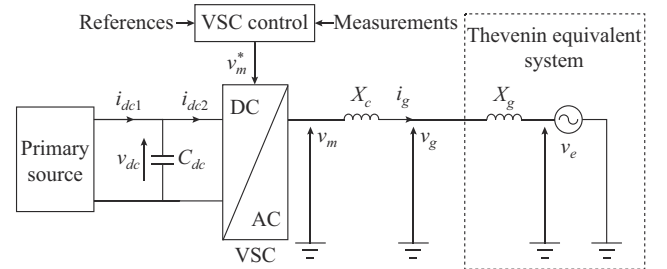 References
VSC control
Measurements
Thevenin equivalent
system
v*m
idc1
idc2
DC
Xc
ig
Xg
Primary
source
vdc
Cdc
vm
vg
ve
AC
VSC